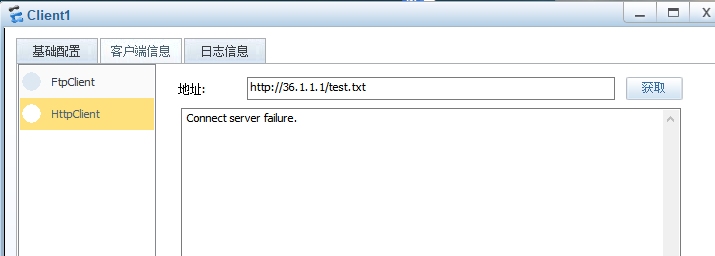 Client1
X
基础配置 客户端信息 日志信息
FtpClient
HttpClient
地址: http://36.1.1.1/test.txt 获取
Connect server failure.